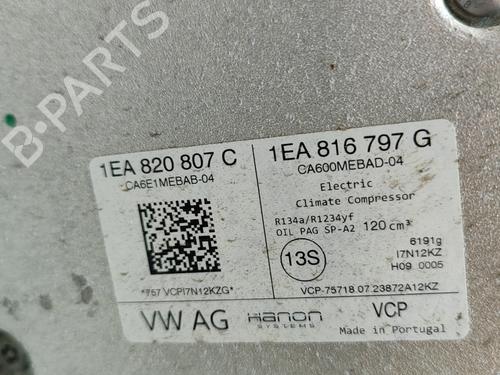 1EA 820 807 C
CA6E1MEBAB-04
*757 VCPI7N12KZG*
VW AG
Hanon
SYSTEMS
1EA 816 797 G
CA600MEBAD-04
Electric
Climate Compressor
R134a/R1234yf
OIL PAG SP-A2 120 cm³
6191g
13S
I7N12KZ
H09 0005
VCP-75718 07 23872A12KZ
VCP
Made in Portugal
B-PARTS